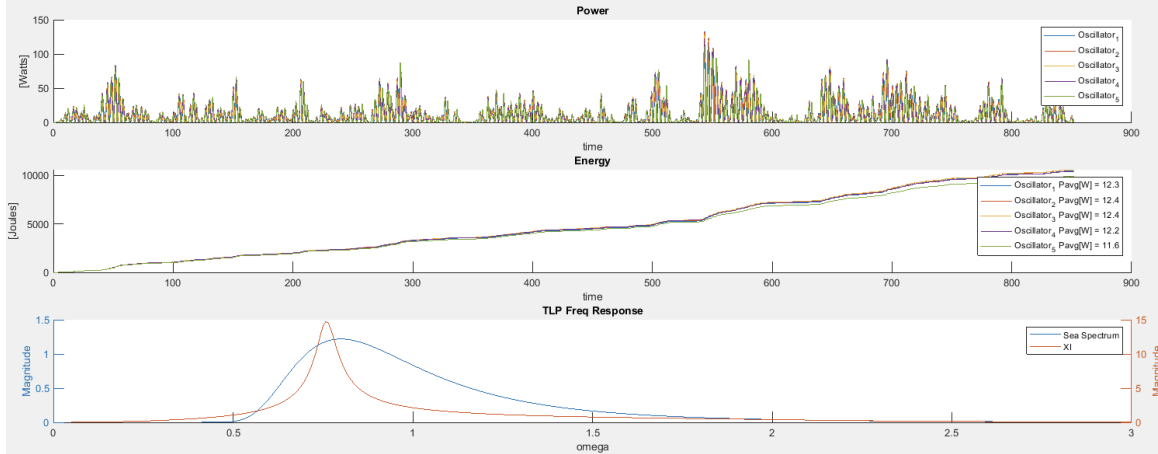 Power
150
100
50
0
[Watts]
Oscillator1
Oscillator2
Oscillator3
Oscillator4
Oscillator5
0 100 200 300 400 500 600 700 800 900
time
Energy
10000
5000
0
[Joules]
Oscillator1 Pavg[W] = 12.3
Oscillator2 Pavg[W] = 12.4
Oscillator3 Pavg[W] = 12.4
Oscillator4 Pavg[W] = 12.2
Oscillator5 Pavg[W] = 11.6
0 100 200 300 400 500 600 700 800 900
time
TLP Freq Response
1.5
1
0.5
0
Magnitude
Sea Spectrum
XI
15
10
5
0
Magnitude
0 0.5 1 1.5 2 2.5 3
omega